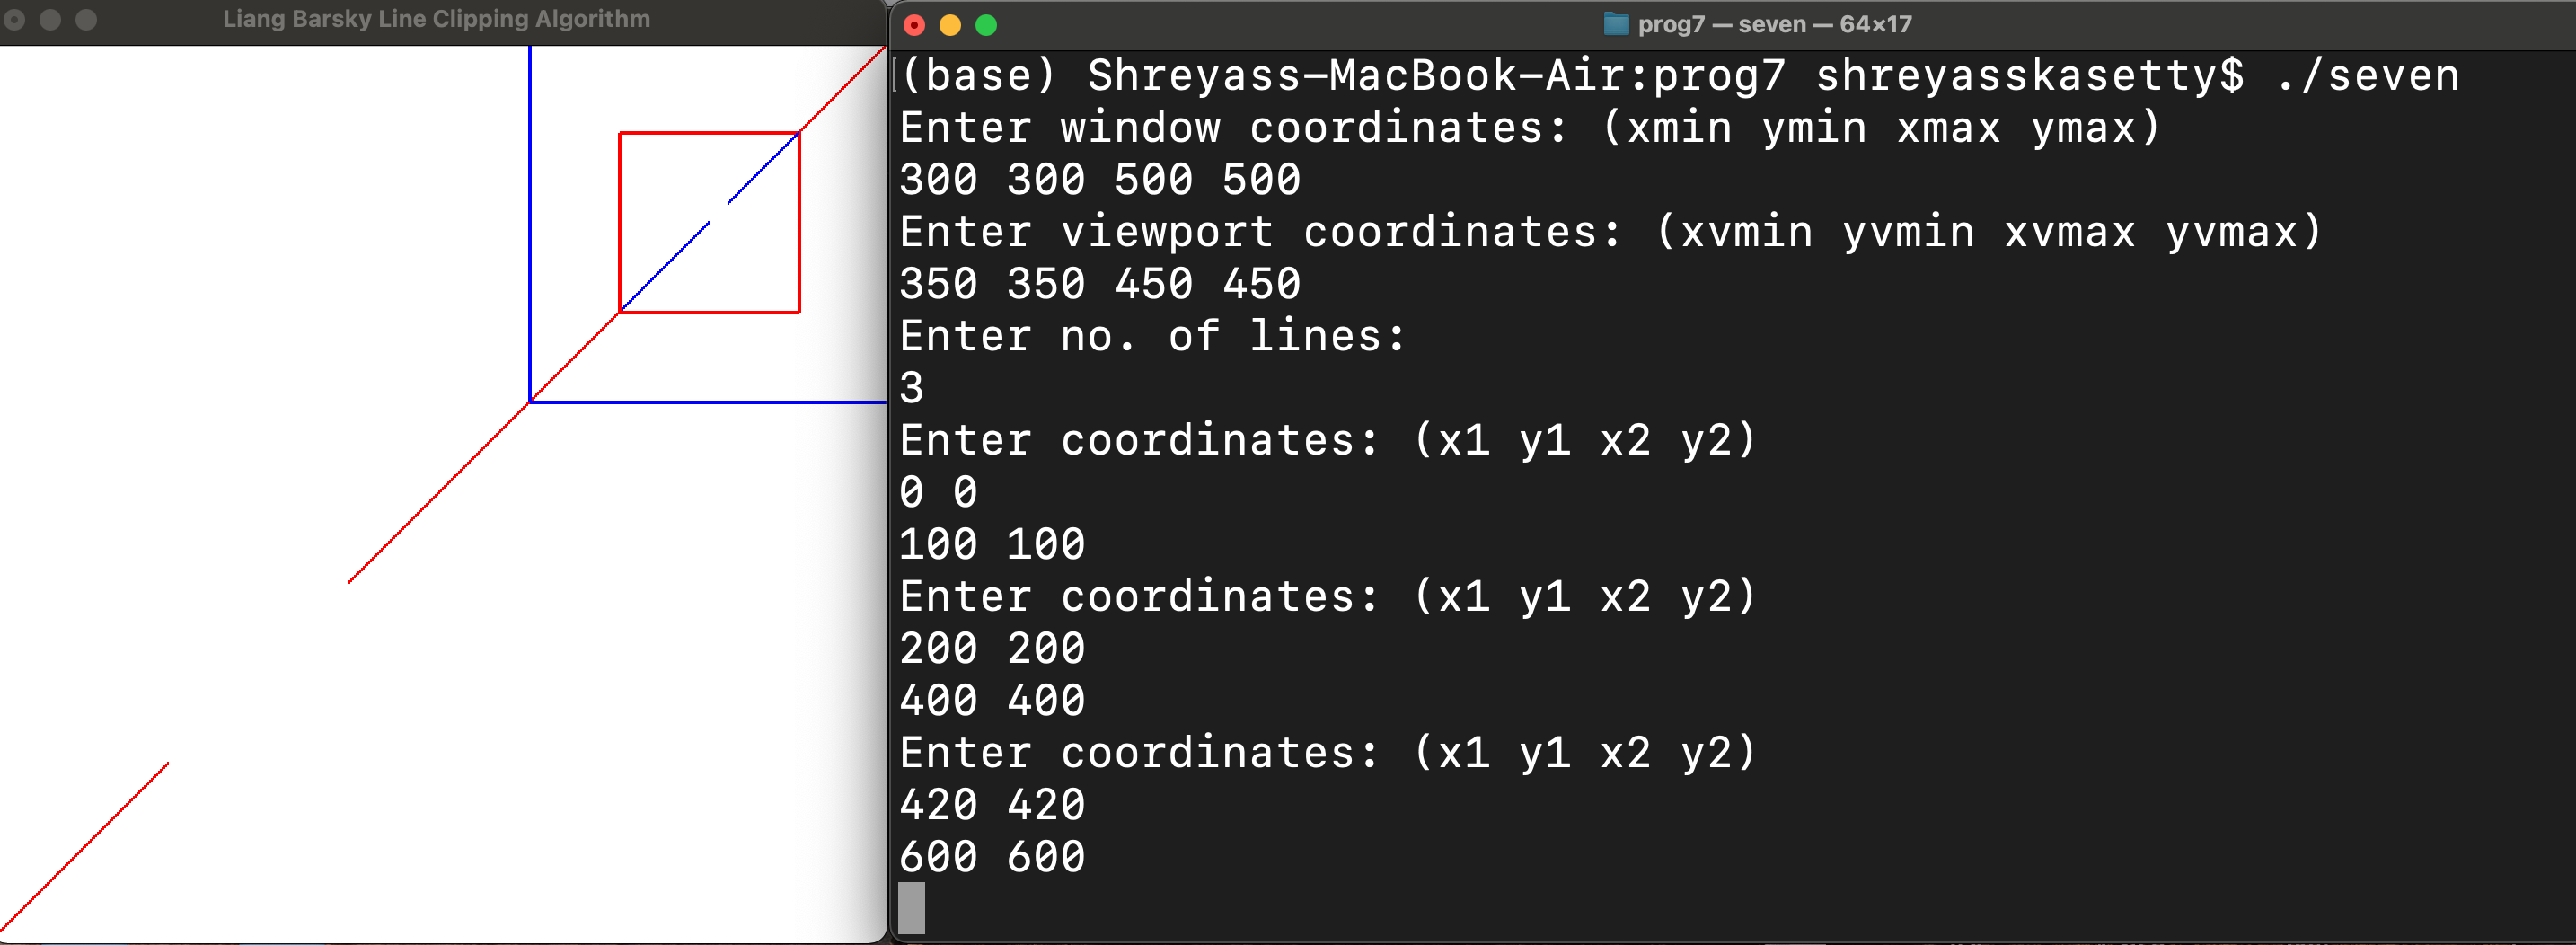 Liang Barsky Line Clipping Algorithm
prog7 — seven — 64×17
(base) Shreyass-MacBook-Air:prog7 shreyasskasetty$ ./seven
Enter window coordinates: (xmin ymin xmax ymax)
300 300 500 500
Enter viewport coordinates: (xvmin yvmin xvmax yvmax)
350 350 450 450
Enter no. of lines:
3
Enter coordinates: (x1 y1 x2 y2)
0 0
100 100
Enter coordinates: (x1 y1 x2 y2)
200 200
400 400
Enter coordinates: (x1 y1 x2 y2)
420 420
600 600